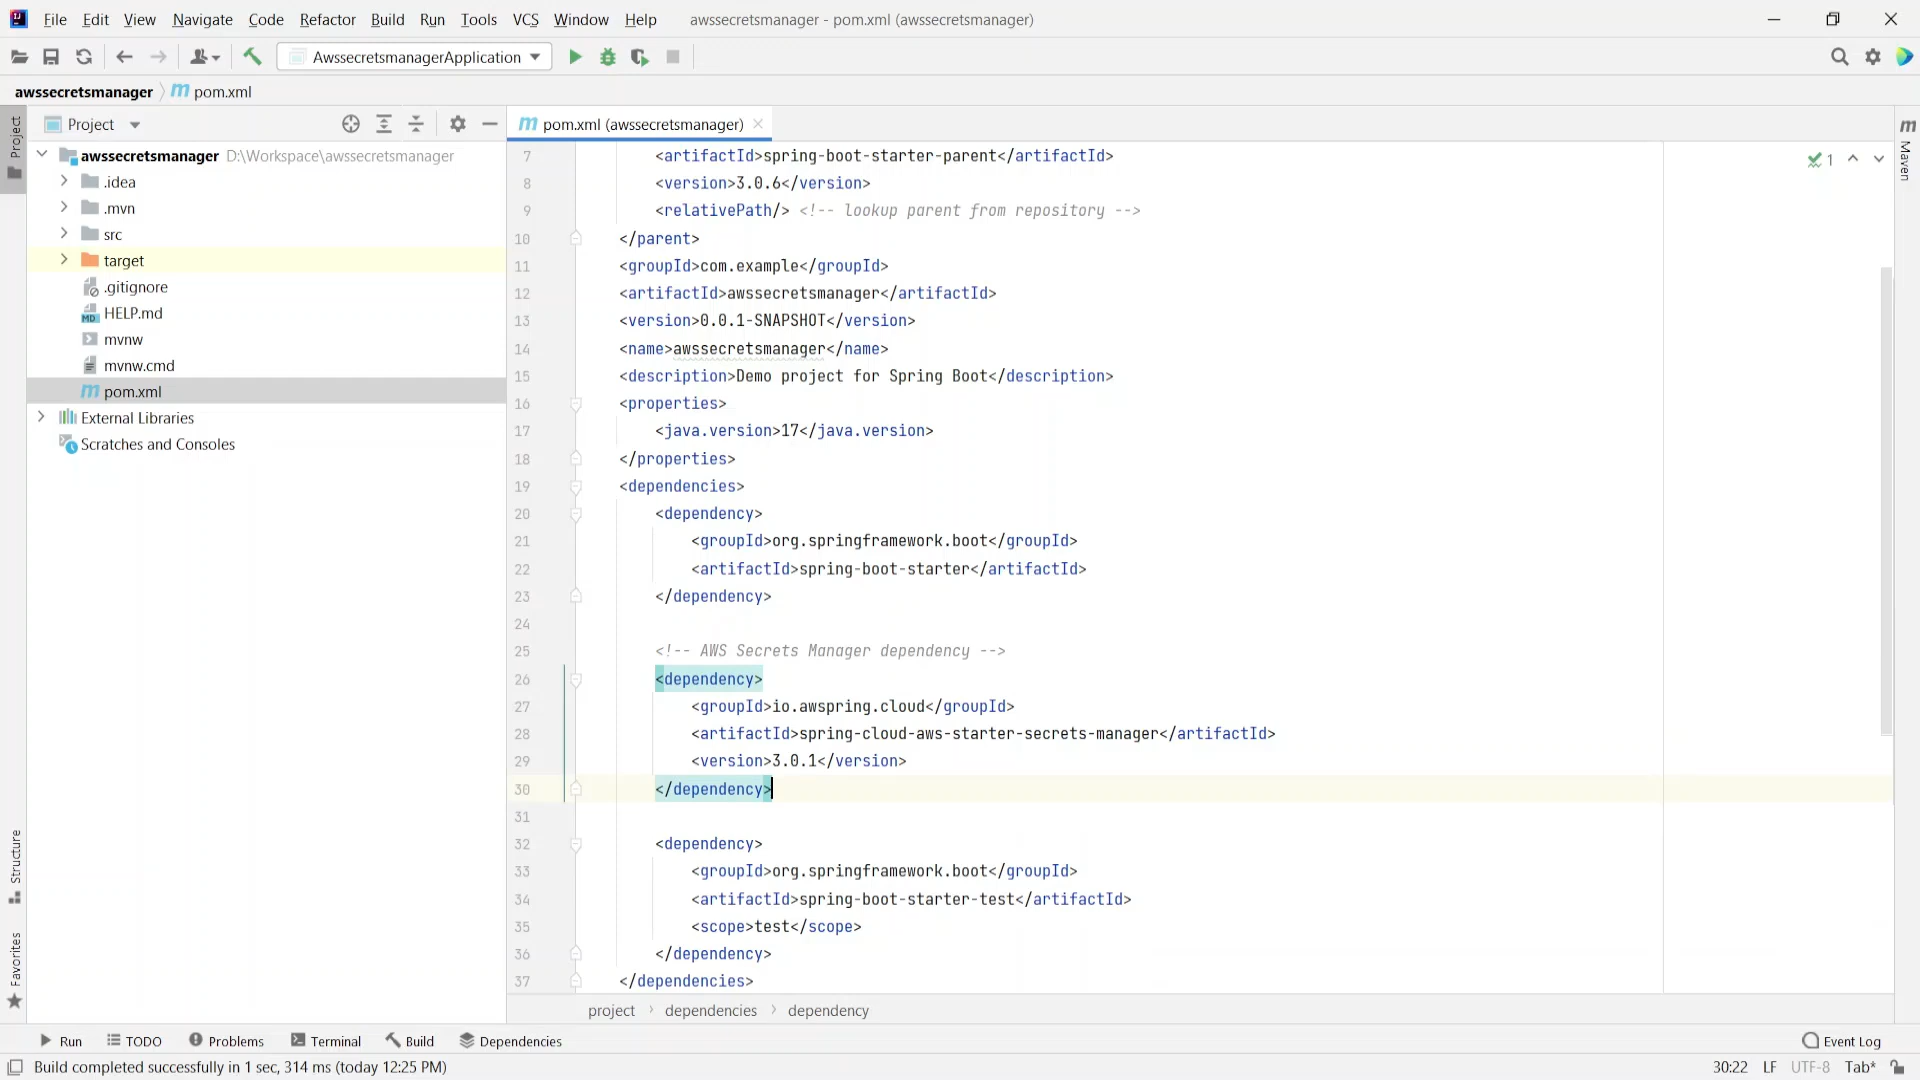 File Edit View Navigate Code Refactor Build Run Tools VCS Window Help awssecretsmanager - pom.xml (awssecretsmanager)
AwssecretsmanagerApplication
awssecretsmanager m pom.xml
Project
Project
m pom.xml (awssecretsmanager)
Maven
awssecretsmanager D:\Workspace\awssecretsmanager
.idea
.mvn
src
target
.gitignore
HELP.md
mvnw
mvnw.cmd
pom.xml
External Libraries
Scratches and Consoles
1
7 <artifactId>spring-boot-starter-parent</artifactId>
8 <version>3.0.6</version>
9 <relativePath/> <!-- lookup parent from repository -->
10 </parent>
11 <groupId>com.example</groupId>
12 <artifactId>awssecretsmanager</artifactId>
13 <version>0.0.1-SNAPSHOT</version>
14 <name>awssecretsmanager</name>
15 <description>Demo project for Spring Boot</description>
16 <properties>
17 <java.version>17</java.version>
18 </properties>
19 <dependencies>
20 <dependency>
21 <groupId>org.springframework.boot</groupId>
22 <artifactId>spring-boot-starter</artifactId>
23 </dependency>
24
25 <!-- AWS Secrets Manager dependency -->
26 <dependency>
27 <groupId>io.awspring.cloud</groupId>
28 <artifactId>spring-cloud-aws-starter-secrets-manager</artifactId>
29 <version>3.0.1</version>
30 </dependency>
31
32 <dependency>
33 <groupId>org.springframework.boot</groupId>
34 <artifactId>spring-boot-starter-test</artifactId>
35 <scope>test</scope>
36 </dependency>
37 </dependencies>
Structure
Favorites
project › dependencies › dependency
Run TODO Problems Terminal Build Dependencies Event Log
Build completed successfully in 1 sec, 314 ms (today 12:25 PM) 30:22 LF UTF-8 Tab*